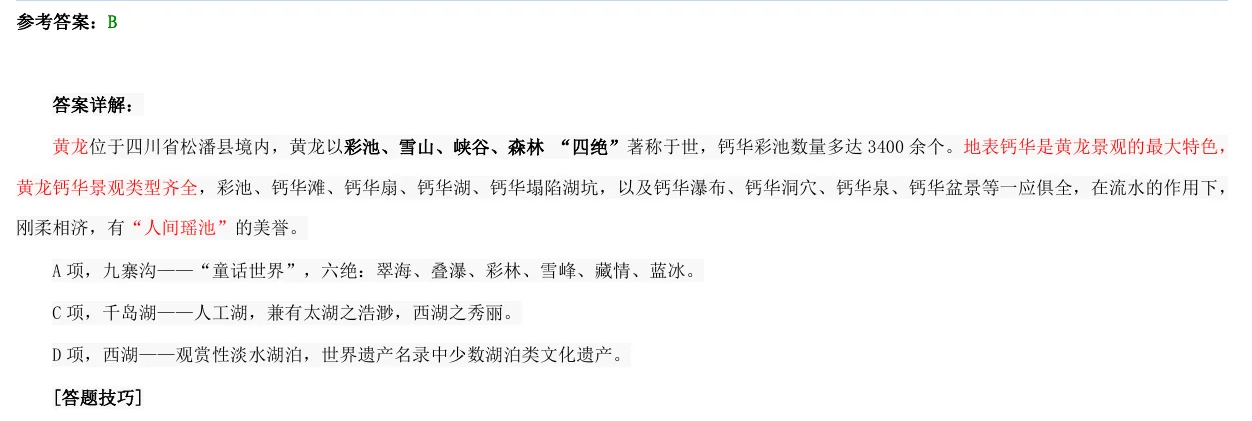 参考答案：B
答案详解：
黄龙位于四川省松潘县境内，黄龙以彩池、雪山、峡谷、森林 “四绝”著称于世，钙华彩池数量多达 3400 余个。地表钙华是黄龙景观的最大特色，
黄龙钙华景观类型齐全，彩池、钙华滩、钙华扇、钙华湖、钙华塌陷湖坑，以及钙华瀑布、钙华洞穴、钙华泉、钙华盆景等一应俱全，在流水的作用下，
刚柔相济，有“人间瑶池”的美誉。
A 项，九寨沟——“童话世界”，六绝：翠海、叠瀑、彩林、雪峰、藏情、蓝冰。
C 项，千岛湖——人工湖，兼有太湖之浩渺，西湖之秀丽。
D 项，西湖——观赏性淡水湖泊，世界遗产名录中少数湖泊类文化遗产。
[答题技巧]